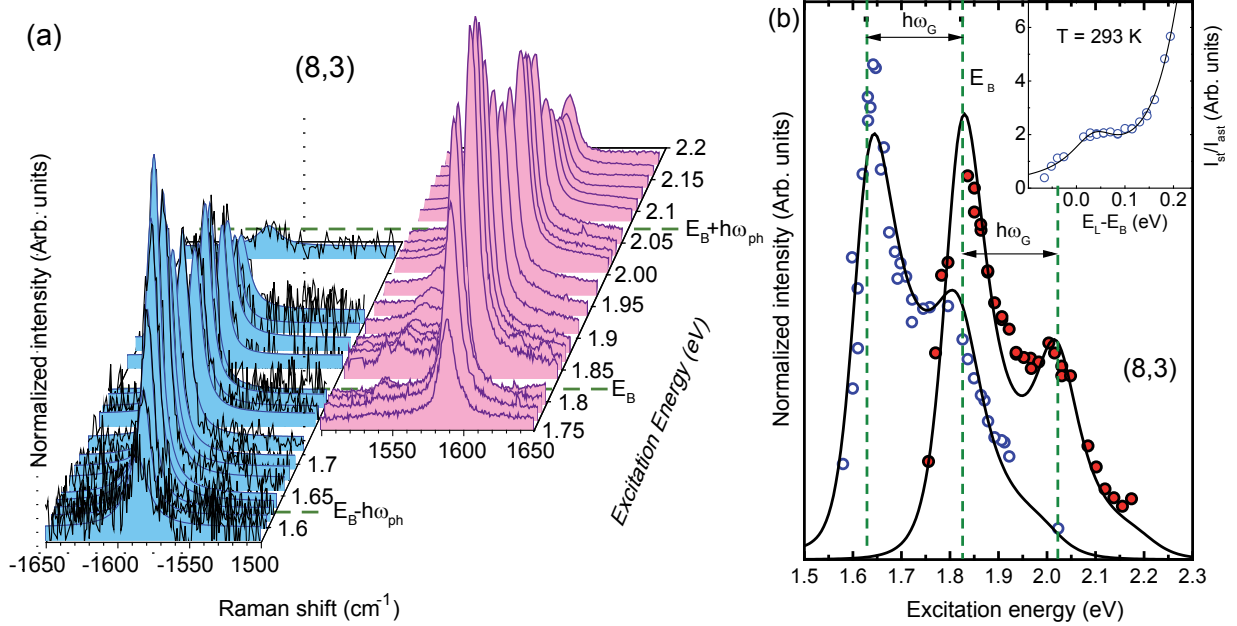 (a)
(8,3)
Normalized intensity (Arb. units)
2.2
2.15
2.1
E_B+hω_ph
2.05
2.00
1.95
1.9
1.85
E_B
1.8
1.75
1550 1600 1650
Excitation Energy (eV)
1.7
1.65
E_B-hω_ph
1.6
-1650 -1600 -1550 -1500
Raman shift (cm⁻¹)
(b)
hω_G
E_B
T = 293 K
6
4
2
0
0.0 0.1 0.2
E_L-E_B (eV)
I_st/I_ast (Arb. units)
hω_G
(8,3)
Normalized intensity (Arb. units)
1.5 1.6 1.7 1.8 1.9 2.0 2.1 2.2 2.3
Excitation energy (eV)